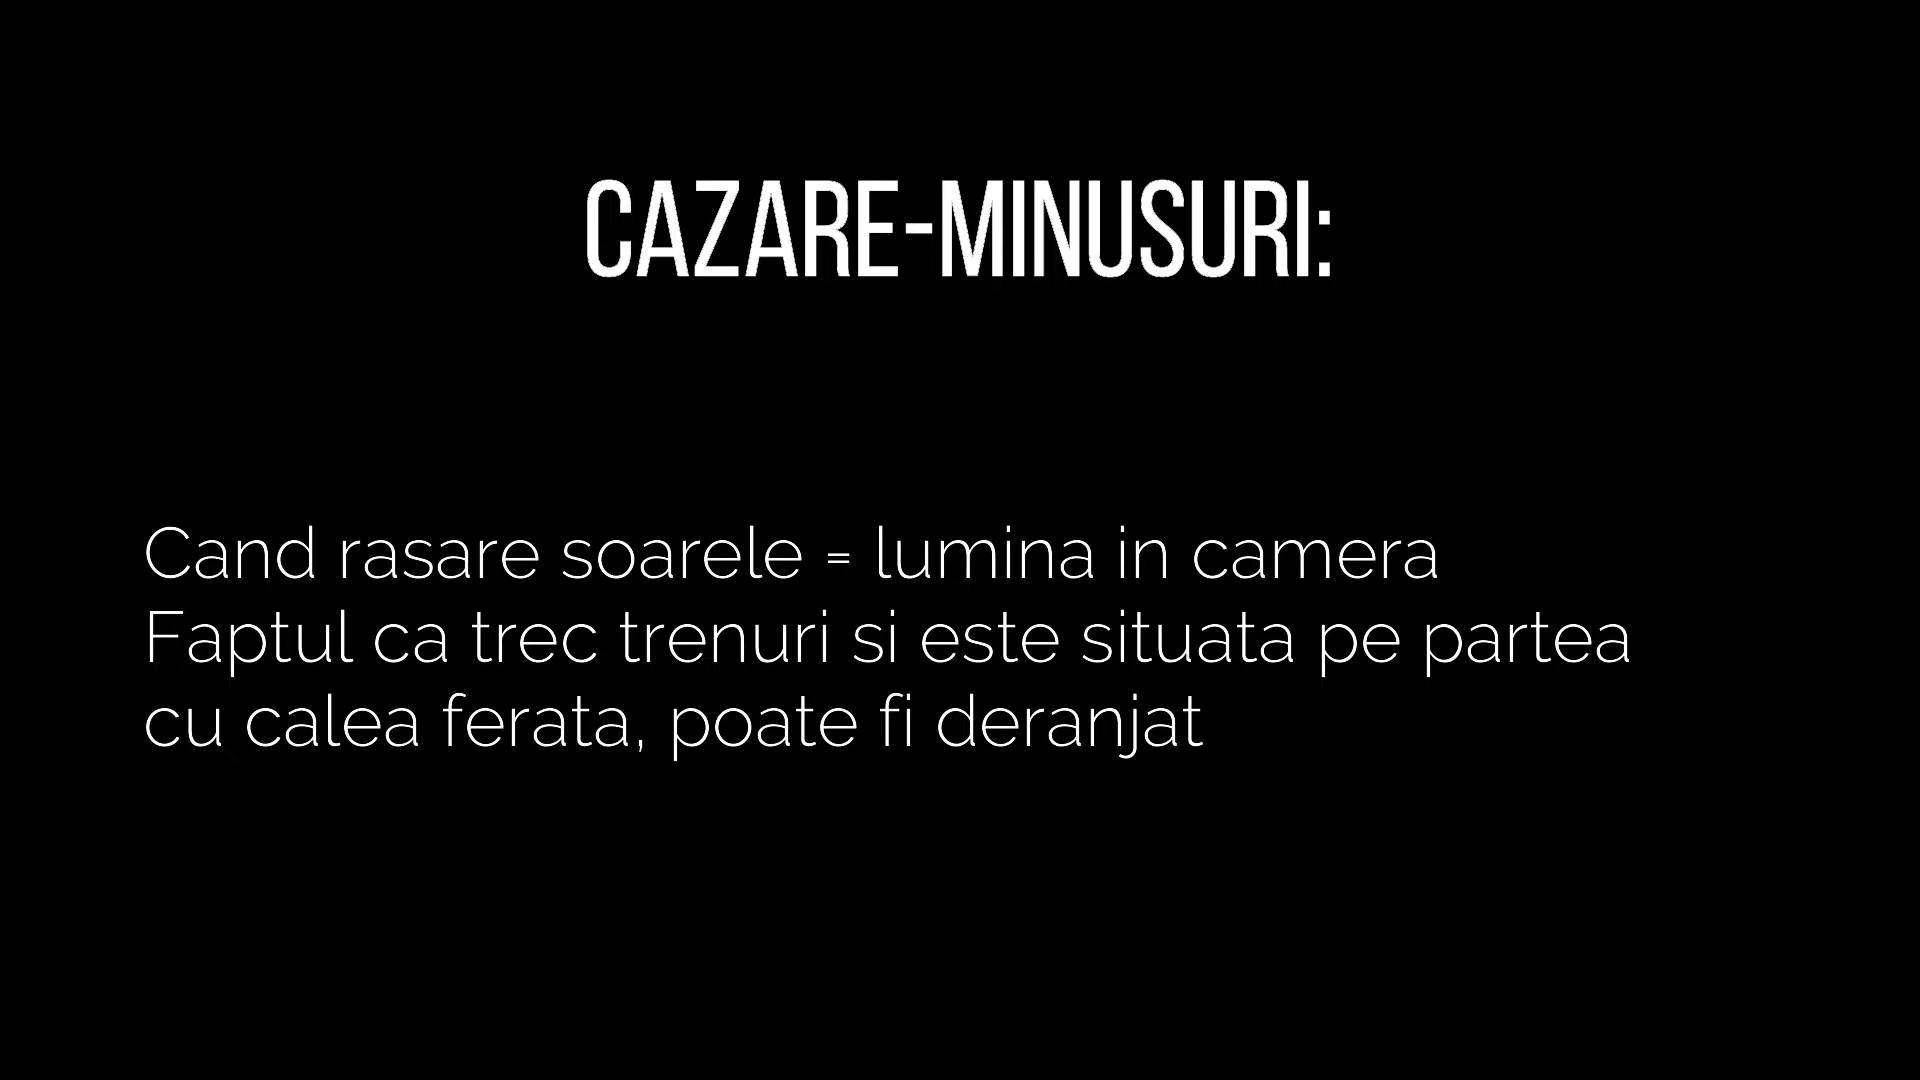 CAZARE-MINUSURI:
Cand rasare soarele = lumina in camera
Faptul ca trec trenuri si este situata pe partea
cu calea ferata, poate fi deranjat